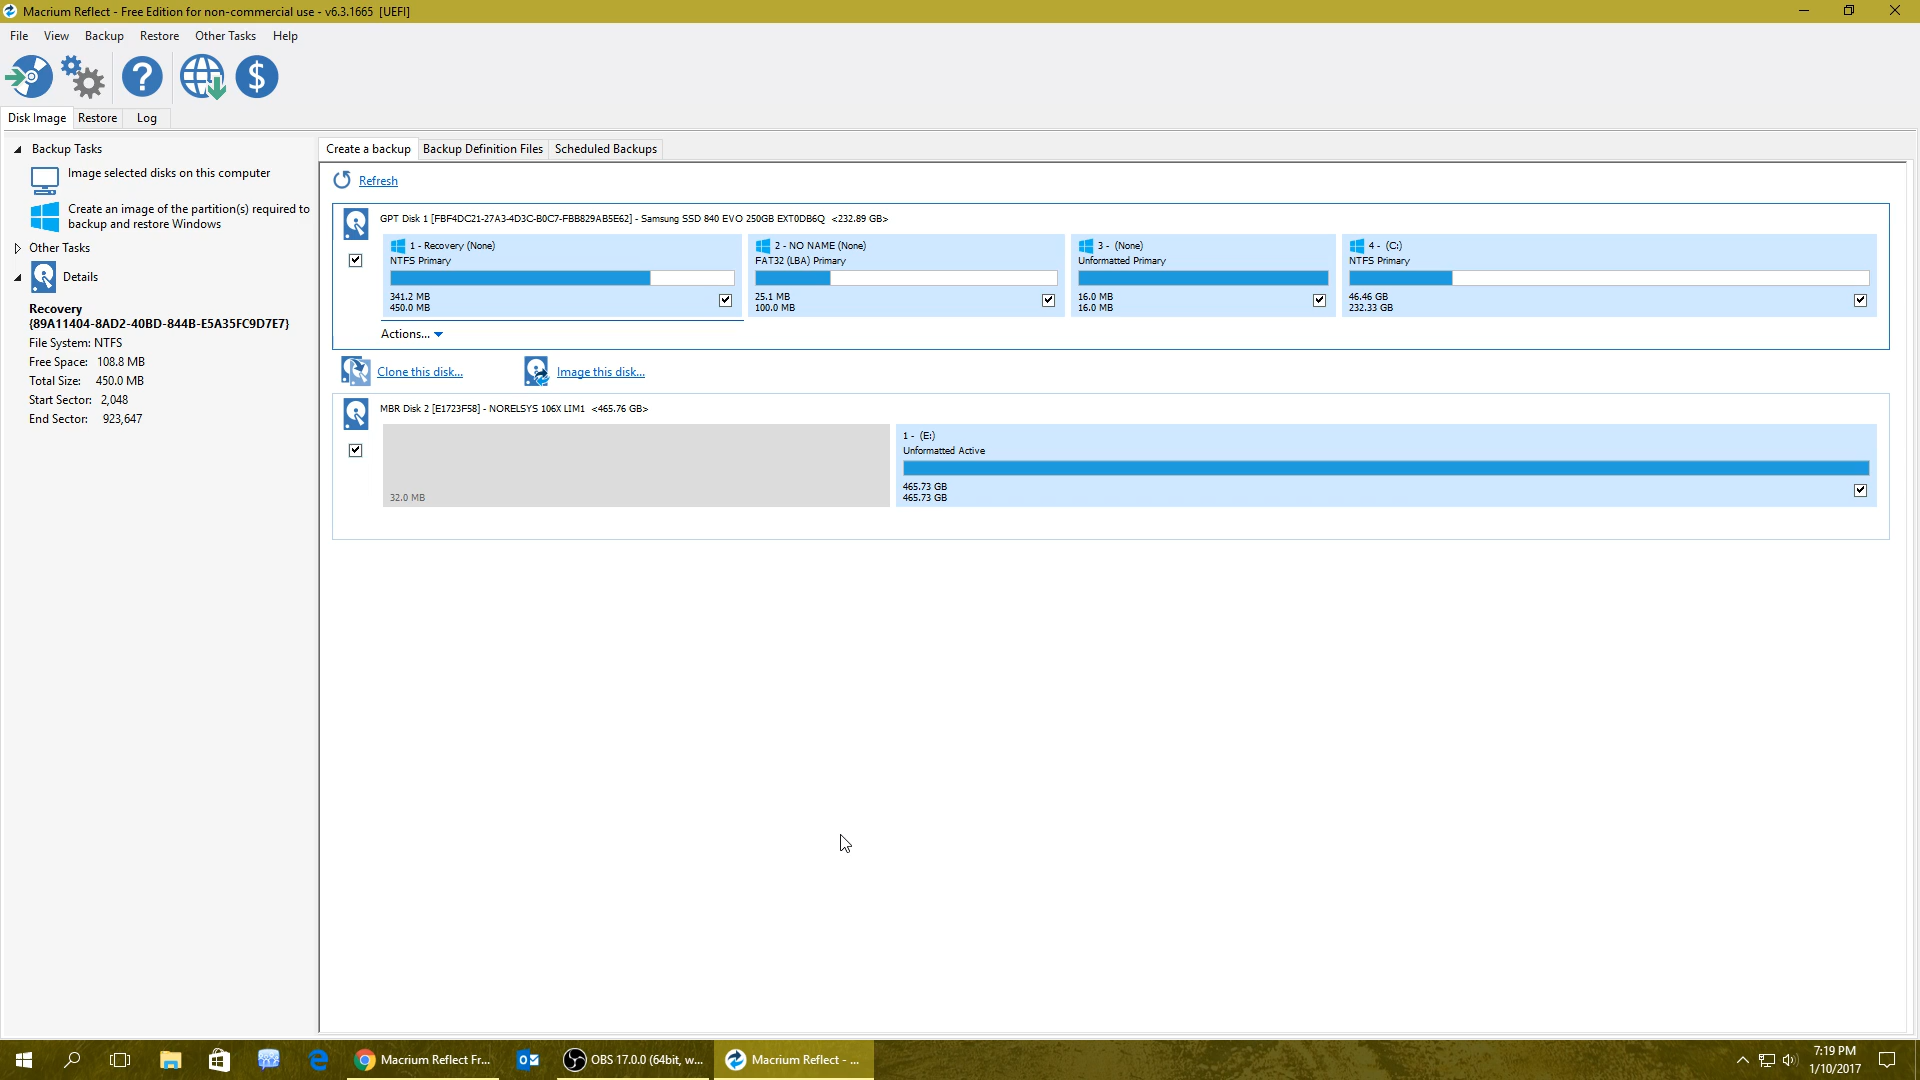 Macrium Reflect - Free Edition for non-commercial use - v6.3.1665 [UEFI]
File View Backup Restore Other Tasks Help
?
$
Disk Image Restore Log
Backup Tasks
Image selected disks on this computer
Create an image of the partition(s) required to
backup and restore Windows
Other Tasks
Details
Recovery
{89A11404-8AD2-40BD-844B-E5A35FC9D7E7}
File System: NTFS
Free Space: 108.8 MB
Total Size: 450.0 MB
Start Sector: 2,048
End Sector: 923,647
Create a backup Backup Definition Files Scheduled Backups
Refresh
GPT Disk 1 [FBF4DC21-27A3-4D3C-B0C7-FBB829AB5E62] - Samsung SSD 840 EVO 250GB EXT0DB6Q <232.89 GB>
1 - Recovery (None)
NTFS Primary
341.2 MB
450.0 MB
2 - NO NAME (None)
FAT32 (LBA) Primary
25.1 MB
100.0 MB
3 - (None)
Unformatted Primary
16.0 MB
16.0 MB
4 - (C:)
NTFS Primary
46.46 GB
232.33 GB
Actions...
Clone this disk... Image this disk...
MBR Disk 2 [E1723F58] - NORELSYS 106X LIM1 <465.76 GB>
32.0 MB
1 - (E:)
Unformatted Active
465.73 GB
465.73 GB
Macrium Reflect Fr...
OBS 17.0.0 (64bit, w...
Macrium Reflect - ...
7:19 PM
1/10/2017